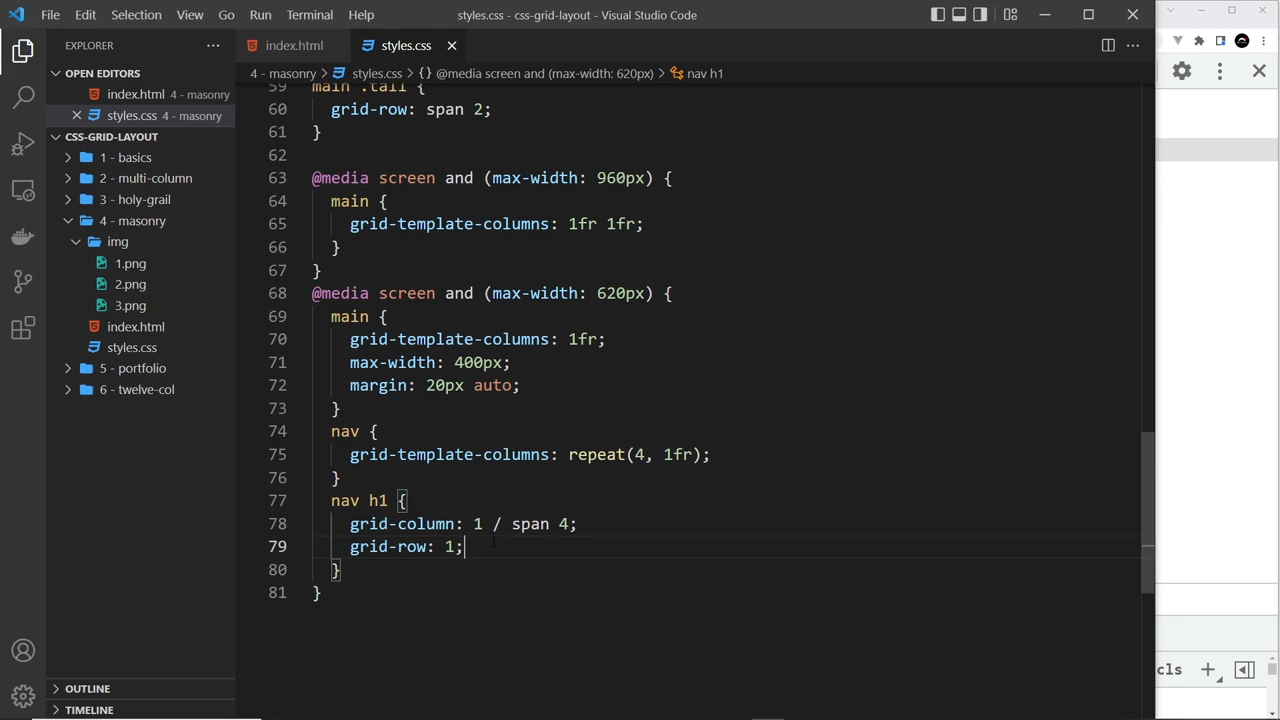 File Edit Selection View Go Run Terminal Help styles.css - css-grid-layout - Visual Studio Code
EXPLORER
index.html styles.css
OPEN EDITORS
index.html 4 - masonry
styles.css 4 - masonry
CSS-GRID-LAYOUT
1 - basics
2 - multi-column
3 - holy-grail
4 - masonry
img
1.png
2.png
3.png
index.html
styles.css
5 - portfolio
6 - twelve-col
OUTLINE
TIMELINE
4 - masonry > styles.css > {} @media screen and (max-width: 620px) > nav h1
59 main .tall {
60 grid-row: span 2;
61 }
62
63 @media screen and (max-width: 960px) {
64 main {
65 grid-template-columns: 1fr 1fr;
66 }
67 }
68 @media screen and (max-width: 620px) {
69 main {
70 grid-template-columns: 1fr;
71 max-width: 400px;
72 margin: 20px auto;
73 }
74 nav {
75 grid-template-columns: repeat(4, 1fr);
76 }
77 nav h1 {
78 grid-column: 1 / span 4;
79 grid-row: 1;
80 }
81 }
cls